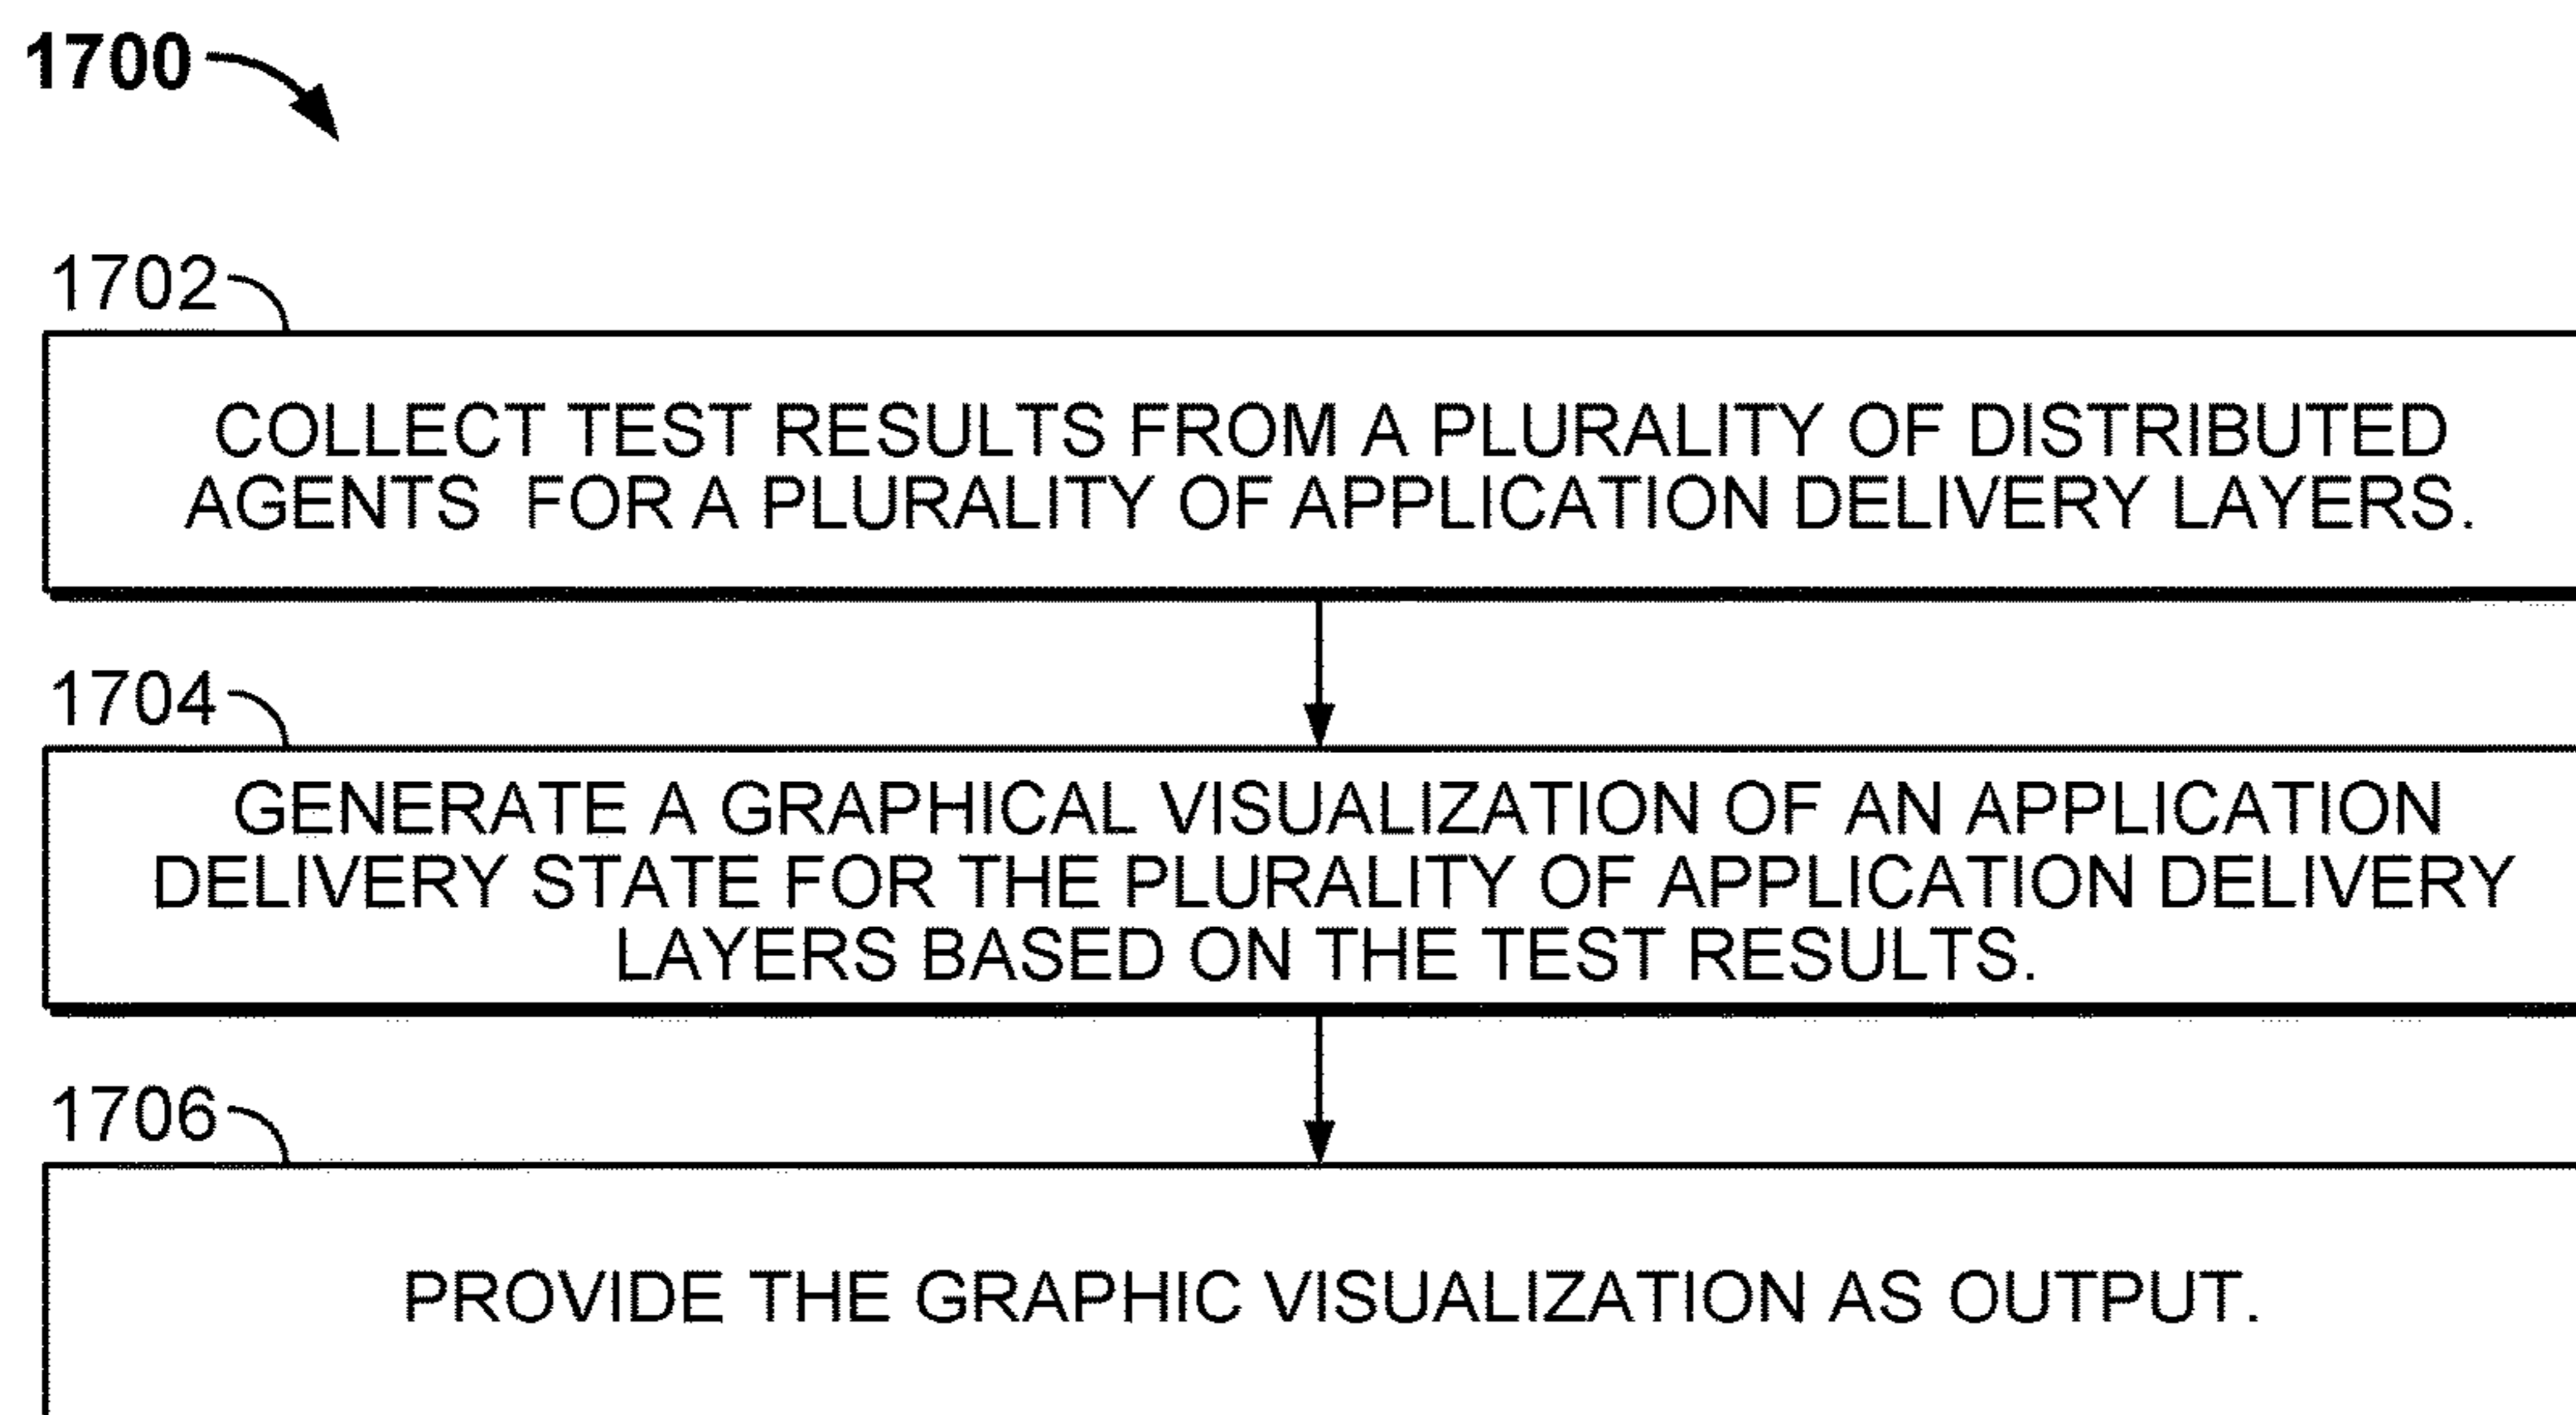 1700
1702
COLLECT TEST RESULTS FROM A PLURALITY OF DISTRIBUTED
AGENTS FOR A PLURALITY OF APPLICATION DELIVERY LAYERS.
1704
GENERATE A GRAPHICAL VISUALIZATION OF AN APPLICATION
DELIVERY STATE FOR THE PLURALITY OF APPLICATION DELIVERY
LAYERS BASED ON THE TEST RESULTS.
1706
PROVIDE THE GRAPHIC VISUALIZATION AS OUTPUT.